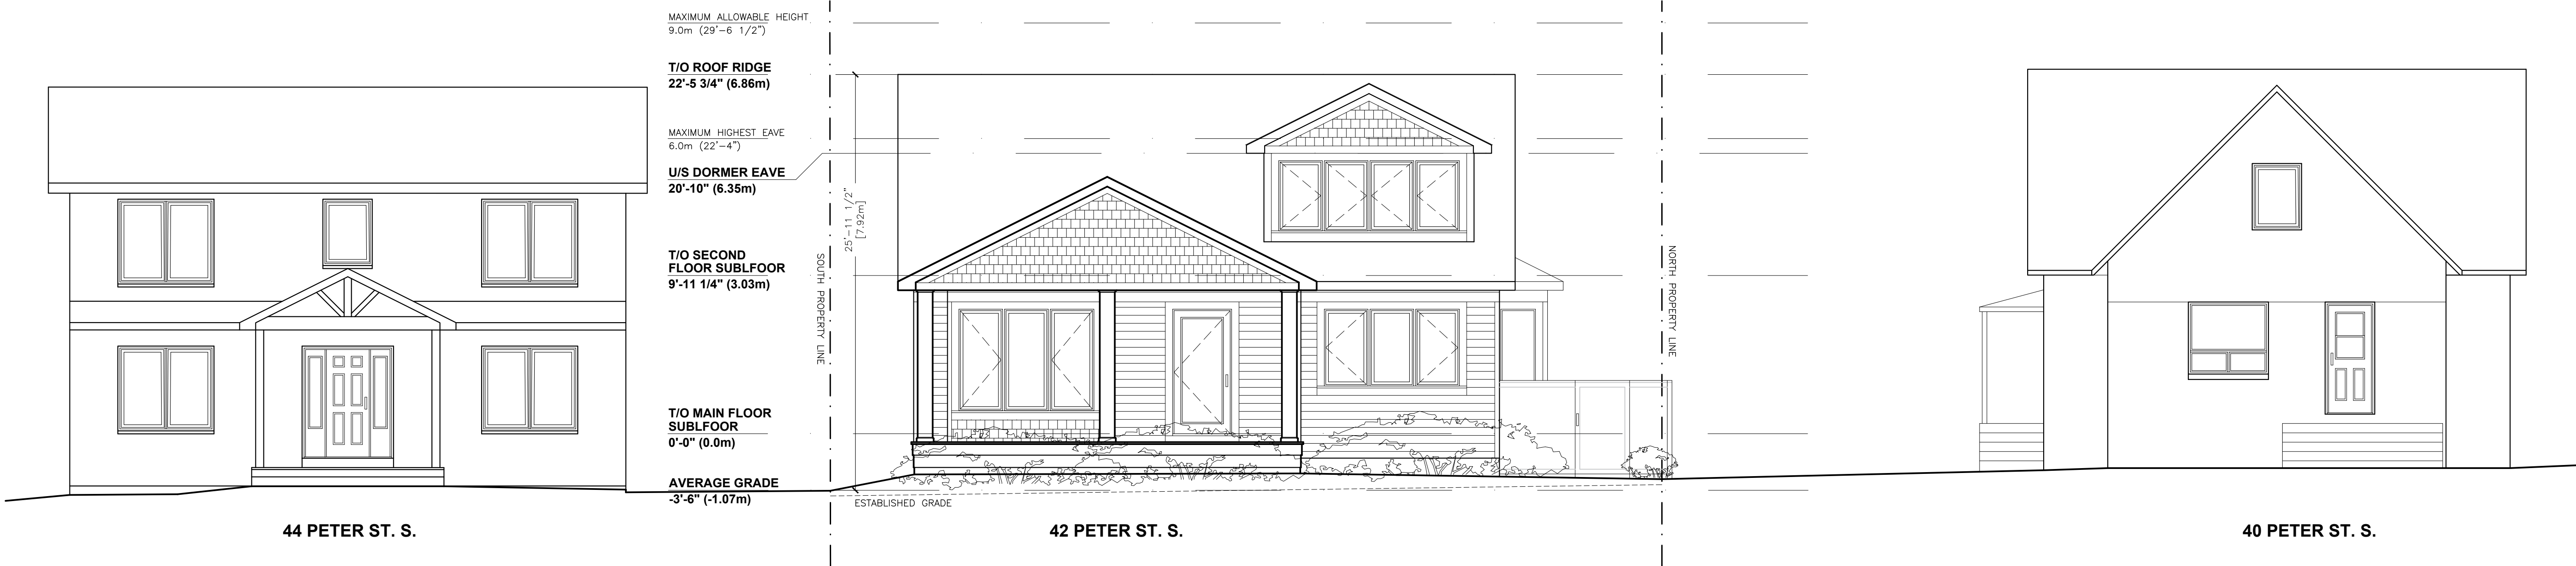 MAXIMUM ALLOWABLE HEIGHT
9.0m (29'-6 1/2")
T/O ROOF RIDGE
22'-5 3/4" (6.86m)
MAXIMUM HIGHEST EAVE
6.0m (22'-4")
U/S DORMER EAVE
20'-10" (6.35m)
T/O SECOND
FLOOR SUBLFOOR
9'-11 1/4" (3.03m)
T/O MAIN FLOOR
SUBLFOOR
0'-0" (0.0m)
AVERAGE GRADE
-3'-6" (-1.07m)
SOUTH PROPERTY LINE
25'-11 1/2"
[7.92m]
ESTABLISHED GRADE
NORTH PROPERTY LINE
44 PETER ST. S.
42 PETER ST. S.
40 PETER ST. S.